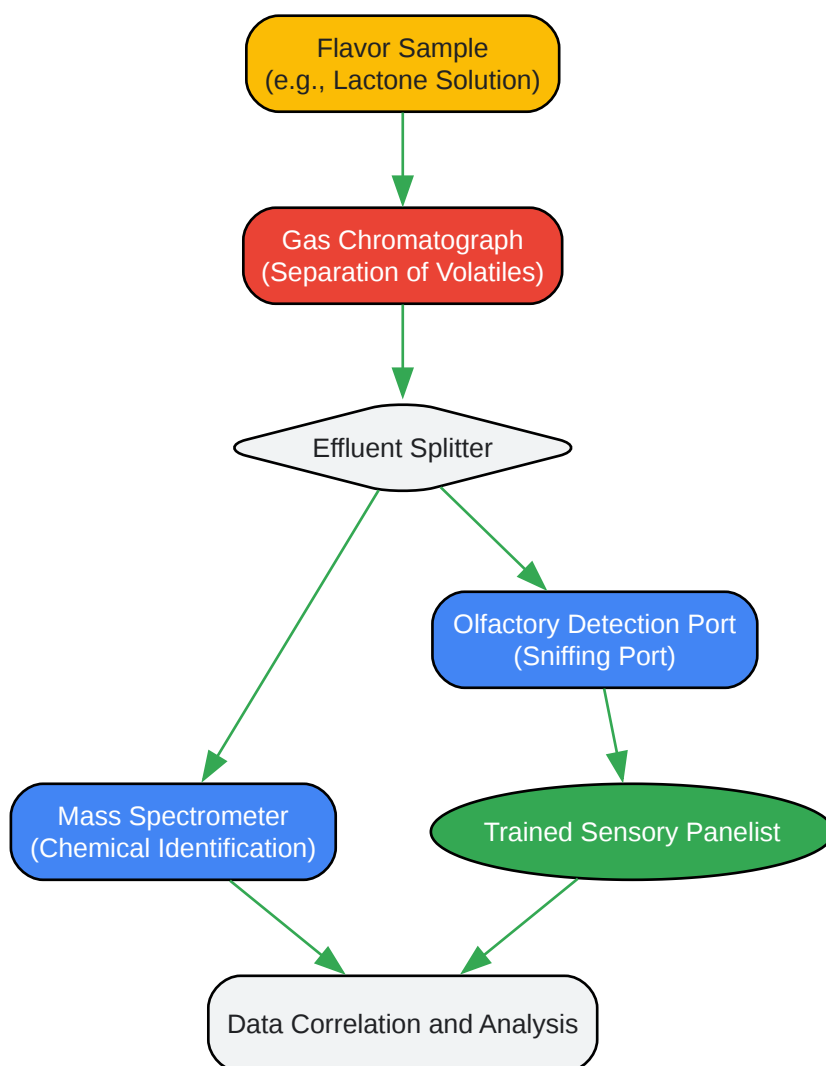 Flavor Sample
(e.g., Lactone Solution)
Gas Chromatograph
(Separation of Volatiles)
Effluent Splitter
Olfactory Detection Port
(Sniffing Port)
Mass Spectrometer
(Chemical Identification)
Trained Sensory Panelist
Data Correlation and Analysis